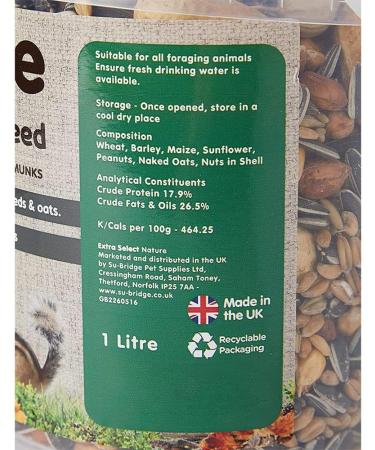 Suitable for all foraging animals
Ensure fresh drinking water is
available.
Storage - Once opened, store in a
cool dry place
Composition
Wheat, Barley, Maize, Sunflower,
Peanuts, Naked Oats, Nuts in Shell
Analytical Constituents
Crude Protein 17.9%
Crude Fats & Oils 26.5%
K/Cals per 100g - 464.25
Extra Select Nature
Marketed and distributed in the UK
by Su-Bridge Pet Supplies Ltd,
Cressingham Road, Saham Toney,
Thetford, Norfolk IP25 7AA -
www.su-bridge.co.uk
GB2260516
1 Litre
Made in
the UK
Recyclable
Packaging
e
eed
MUNKS
eds & oats.
s